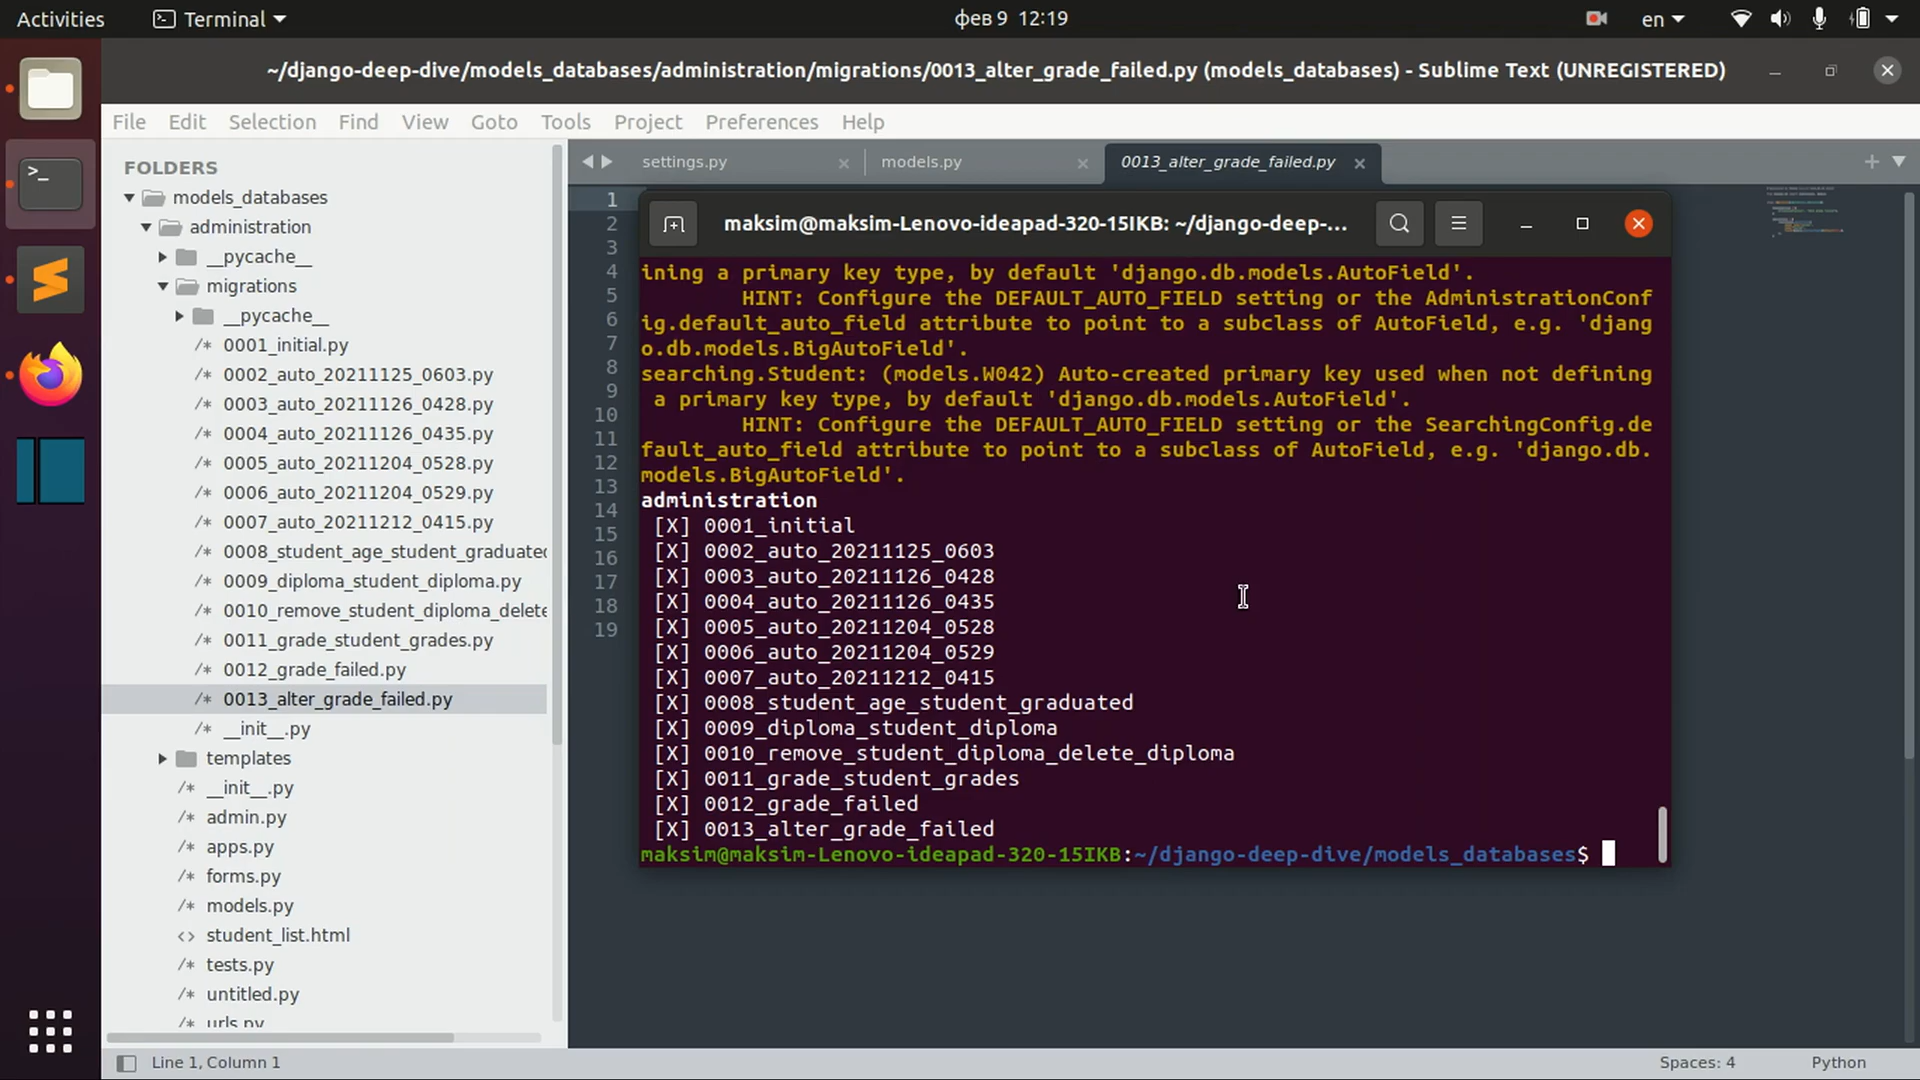 Activities Terminal фев 9 12:19 en
~/django-deep-dive/models_databases/administration/migrations/0013_alter_grade_failed.py (models_databases) - Sublime Text (UNREGISTERED)
File Edit Selection Find View Goto Tools Project Preferences Help
FOLDERS
models_databases
administration
__pycache__
migrations
__pycache__
/* 0001_initial.py
/* 0002_auto_20211125_0603.py
/* 0003_auto_20211126_0428.py
/* 0004_auto_20211126_0435.py
/* 0005_auto_20211204_0528.py
/* 0006_auto_20211204_0529.py
/* 0007_auto_20211212_0415.py
/* 0008_student_age_student_graduated
/* 0009_diploma_student_diploma.py
/* 0010_remove_student_diploma_delete
/* 0011_grade_student_grades.py
/* 0012_grade_failed.py
/* 0013_alter_grade_failed.py
/* __init__.py
templates
/* __init__.py
/* admin.py
/* apps.py
/* forms.py
/* models.py
<> student_list.html
/* tests.py
/* untitled.py
/* urls.py
settings.py models.py 0013_alter_grade_failed.py
1
2
3
4
5
6
7
8
9
10
11
12
13
14
15
16
17
18
19
maksim@maksim-Lenovo-ideapad-320-15IKB: ~/django-deep-...
ining a primary key type, by default 'django.db.models.AutoField'.
HINT: Configure the DEFAULT_AUTO_FIELD setting or the AdministrationConf
ig.default_auto_field attribute to point to a subclass of AutoField, e.g. 'djang
o.db.models.BigAutoField'.
searching.Student: (models.W042) Auto-created primary key used when not defining
a primary key type, by default 'django.db.models.AutoField'.
HINT: Configure the DEFAULT_AUTO_FIELD setting or the SearchingConfig.de
fault_auto_field attribute to point to a subclass of AutoField, e.g. 'django.db.
models.BigAutoField'.
administration
[X] 0001_initial
[X] 0002_auto_20211125_0603
[X] 0003_auto_20211126_0428
[X] 0004_auto_20211126_0435
[X] 0005_auto_20211204_0528
[X] 0006_auto_20211204_0529
[X] 0007_auto_20211212_0415
[X] 0008_student_age_student_graduated
[X] 0009_diploma_student_diploma
[X] 0010_remove_student_diploma_delete_diploma
[X] 0011_grade_student_grades
[X] 0012_grade_failed
[X] 0013_alter_grade_failed
maksim@maksim-Lenovo-ideapad-320-15IKB:~/django-deep-dive/models_databases$
Line 1, Column 1 Spaces: 4 Python